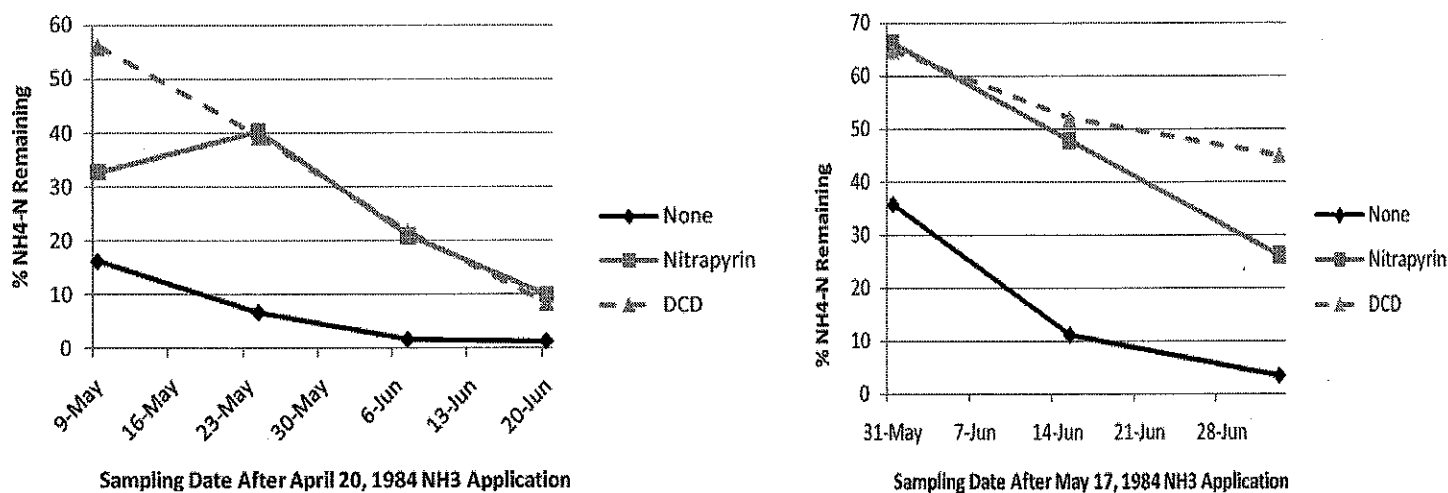 % NH4-N Remaining
60
50
40
30
20
10
0
9-May
16-May
23-May
30-May
6-Jun
13-Jun
20-Jun
Sampling Date After April 20, 1984 NH3 Application
None
Nitrapyrin
DCD
% NH4-N Remaining
70
60
50
40
30
20
10
0
31-May
7-Jun
14-Jun
21-Jun
28-Jun
Sampling Date After May 17, 1984 NH3 Application
None
Nitrapyrin
DCD